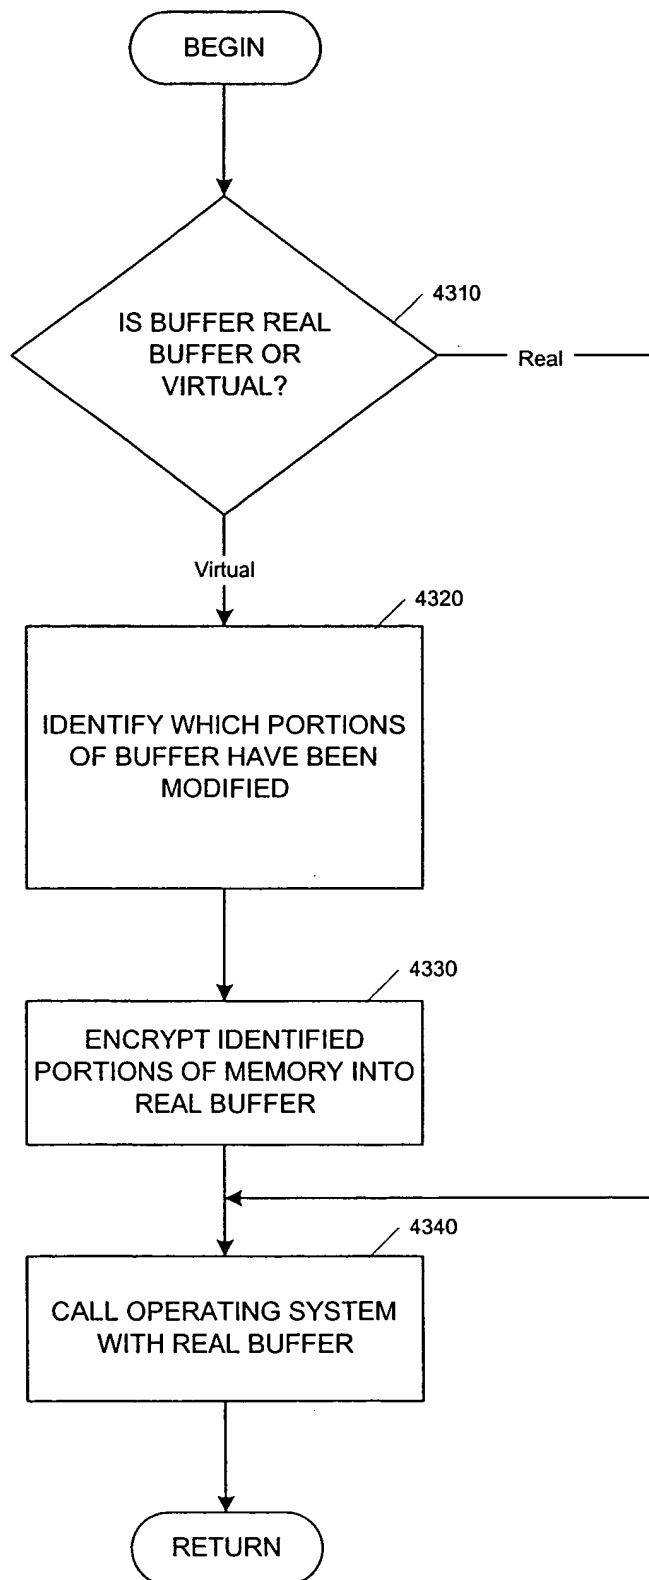 BEGIN
4310
IS BUFFER REAL
BUFFER OR
VIRTUAL?
Real
Virtual
4320
IDENTIFY WHICH PORTIONS
OF BUFFER HAVE BEEN
MODIFIED
4330
ENCRYPT IDENTIFIED
PORTIONS OF MEMORY INTO
REAL BUFFER
4340
CALL OPERATING SYSTEM
WITH REAL BUFFER
RETURN